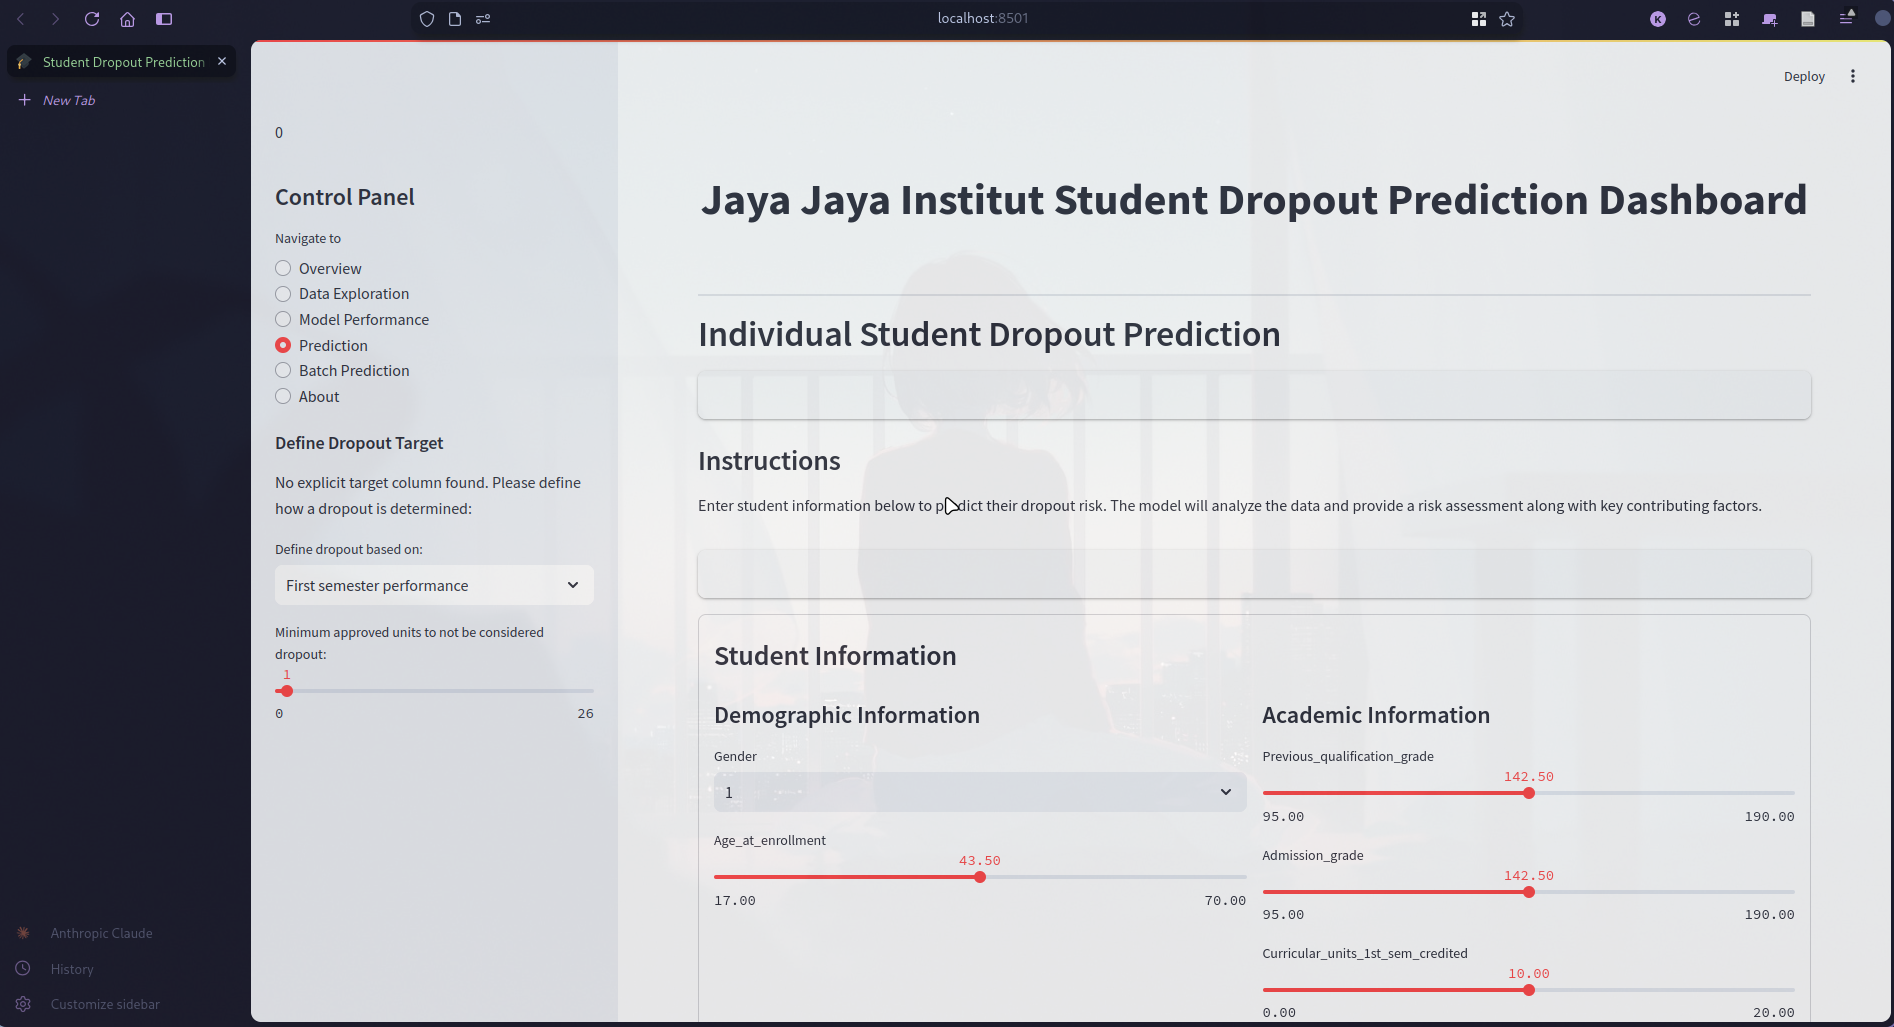 localhost:8501
Student Dropout Prediction
New Tab
Deploy
0
Control Panel
Navigate to
Overview
Data Exploration
Model Performance
Prediction
Batch Prediction
About
Define Dropout Target
No explicit target column found. Please define
how a dropout is determined:
Define dropout based on:
First semester performance
Minimum approved units to not be considered
dropout:
1
0 26
Anthropic Claude
History
Customize sidebar
Jaya Jaya Institut Student Dropout Prediction Dashboard
Individual Student Dropout Prediction
Instructions
Enter student information below to predict their dropout risk. The model will analyze the data and provide a risk assessment along with key contributing factors.
Student Information
Demographic Information
Gender
1
Age_at_enrollment
43.50
17.00 70.00
Academic Information
Previous_qualification_grade
142.50
95.00 190.00
Admission_grade
142.50
95.00 190.00
Curricular_units_1st_sem_credited
10.00
0.00 20.00